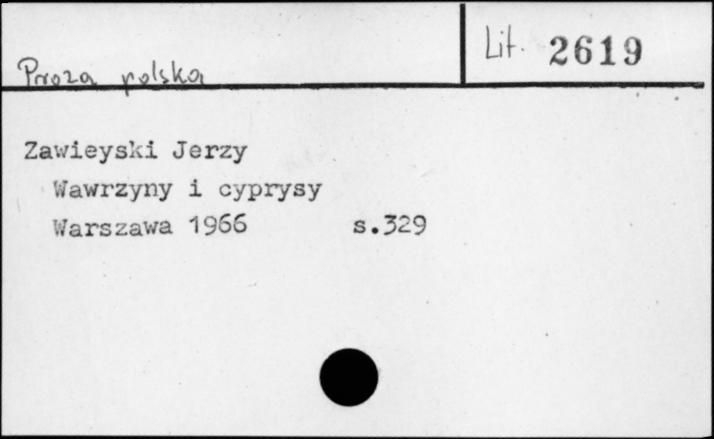 Proza polska
Lit. 2619
Zawieyski Jerzy
Wawrzyny i cyprysy
Warszawa 1966 s.329